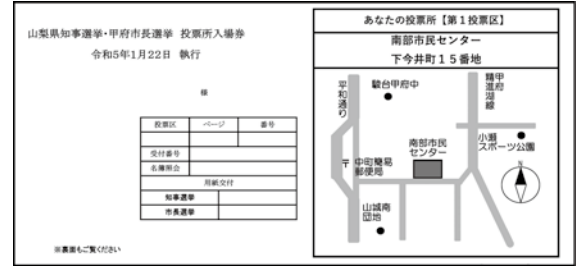 山梨県知事選挙・甲府市長選挙 投票所入場券
令和5年1月22日 執行
様
投票区 ページ 番号
受付番号
名簿照合
用紙交付
知事選挙
市長選挙
※裏面もご覧ください
あなたの投票所【第1投票区】
南部市民センター
下今井町15番地
平和通り
駿台甲府中
甲府精進湖線
南部市民
センター
小瀬
スポーツ公園
〒 中町簡易
郵便局
N
山城南
団地